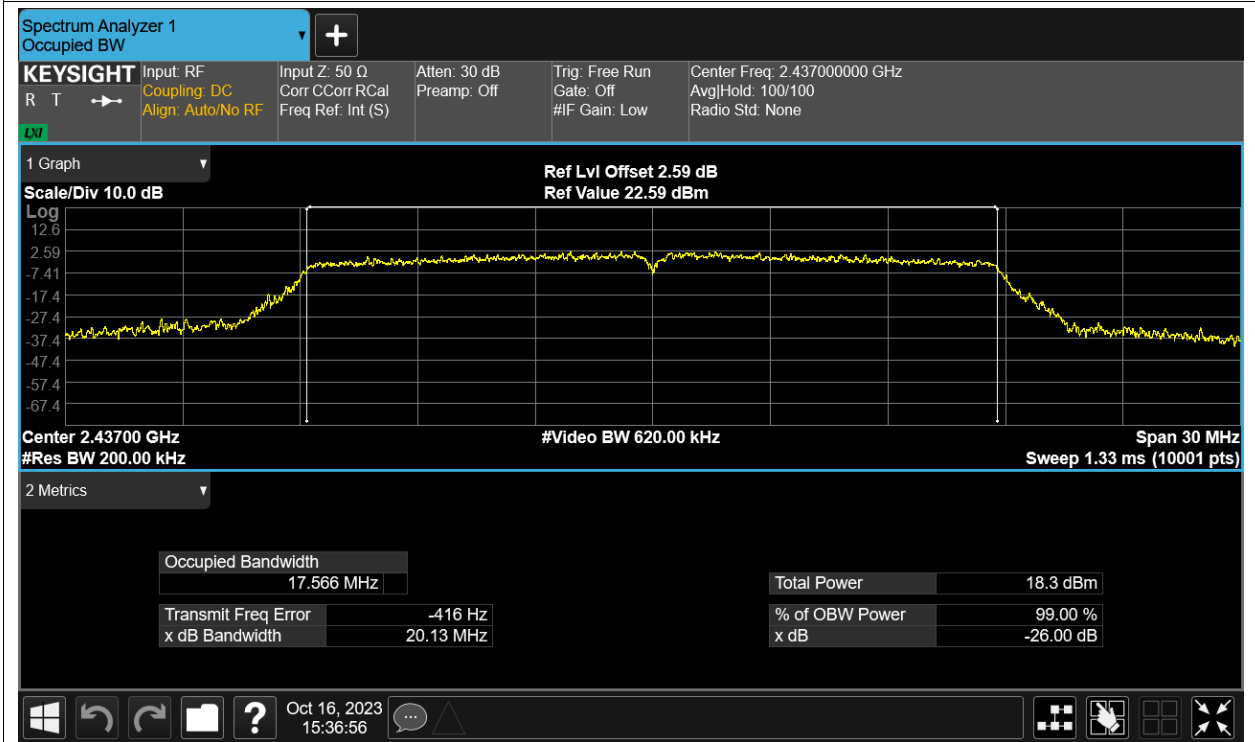 Spectrum Analyzer 1
Occupied BW
+
KEYSIGHT
R T
LXI
Input: RF
Coupling: DC
Align: Auto/No RF
Input Z: 50 Ω
Corr CCorr RCal
Freq Ref: Int (S)
Atten: 30 dB
Preamp: Off
Trig: Free Run
Gate: Off
#IF Gain: Low
Center Freq: 2.437000000 GHz
Avg|Hold: 100/100
Radio Std: None
1 Graph
Scale/Div 10.0 dB
Ref Lvl Offset 2.59 dB
Ref Value 22.59 dBm
Log
12.6
2.59
-7.41
-17.4
-27.4
-37.4
-47.4
-57.4
-67.4
Center 2.43700 GHz
#Video BW 620.00 kHz
Span 30 MHz
#Res BW 200.00 kHz
Sweep 1.33 ms (10001 pts)
2 Metrics
Occupied Bandwidth
17.566 MHz
Total Power 18.3 dBm
Transmit Freq Error -416 Hz
% of OBW Power 99.00 %
x dB Bandwidth 20.13 MHz
x dB -26.00 dB
?
Oct 16, 2023
15:36:56